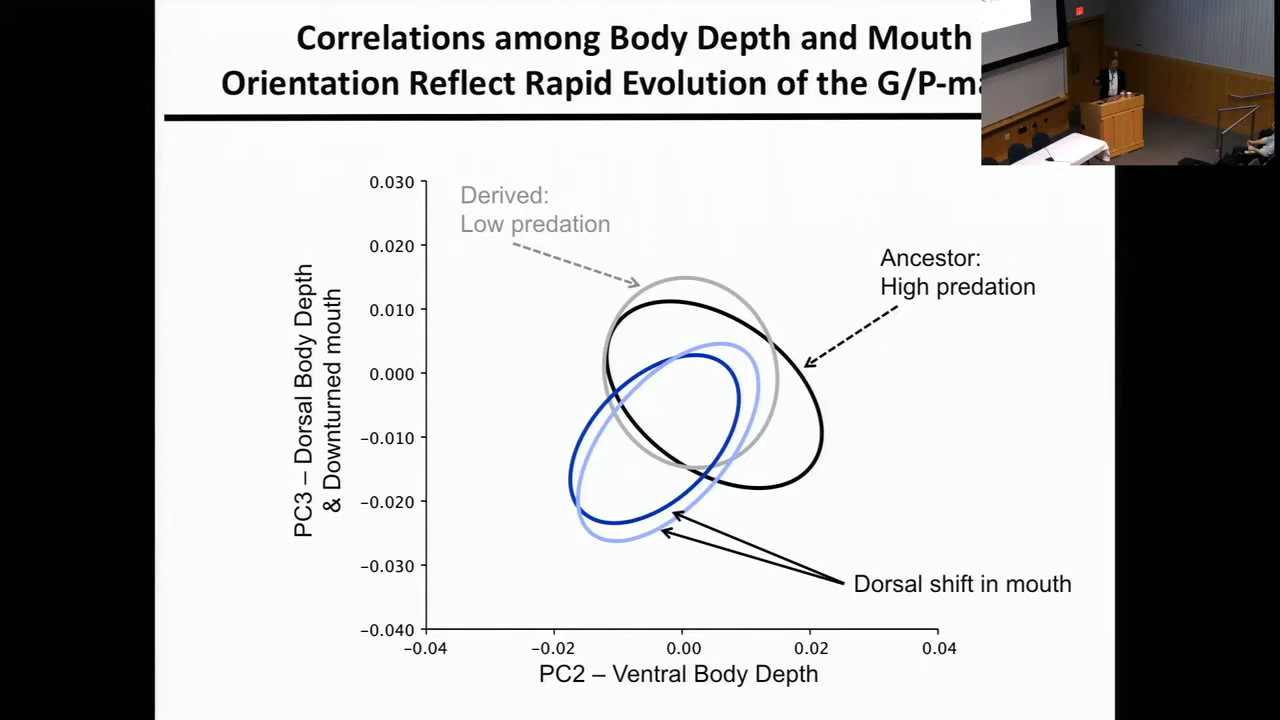 Correlations among Body Depth and Mouth
Orientation Reflect Rapid Evolution of the G/P-ma
0.030
0.020
0.010
0.000
−0.010
−0.020
−0.030
−0.040
−0.04
−0.02
0.00
0.02
0.04
PC3 – Dorsal Body Depth
& Downturned mouth
PC2 – Ventral Body Depth
Derived:
Low predation
Ancestor:
High predation
Dorsal shift in mouth